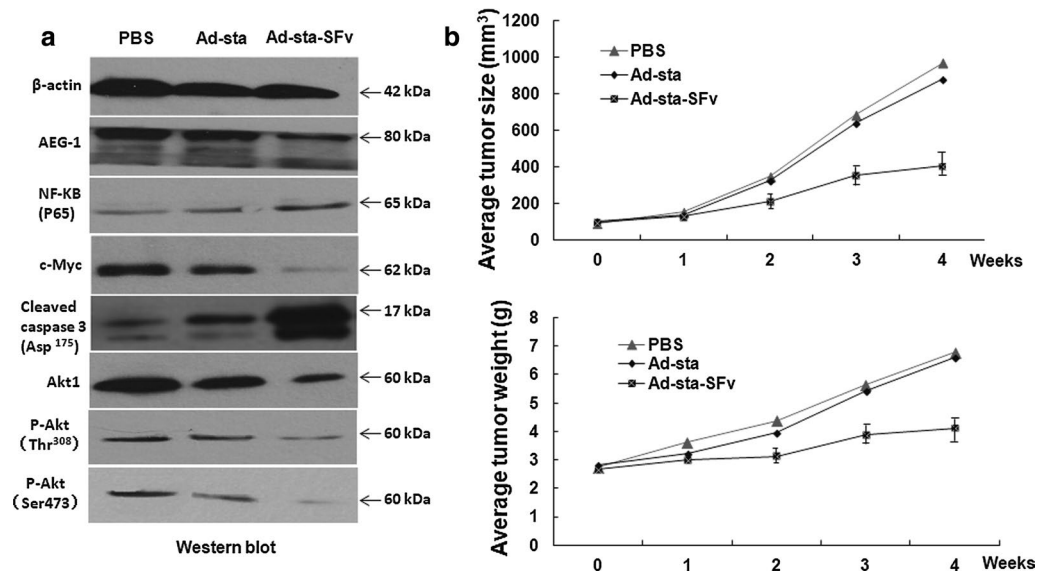 a
PBS Ad-sta Ad-sta-SFv
β-actin
←42 kDa
AEG-1
←80 kDa
NF-KB
(P65)
←65 kDa
c-Myc
←62 kDa
Cleaved
caspase 3
(Asp 175)
←17 kDa
Akt1
←60 kDa
P-Akt
(Thr308)
←60 kDa
P-Akt
(Ser473)
←60 kDa
Western blot
b
Average tumor size (mm3)
1200
1000
800
600
400
200
0
PBS
Ad-sta
Ad-sta-SFv
0 1 2 3 4 Weeks
Average tumor weight (g)
8
7
6
5
4
3
2
1
0
PBS
Ad-sta
Ad-sta-SFv
0 1 2 3 4 Weeks